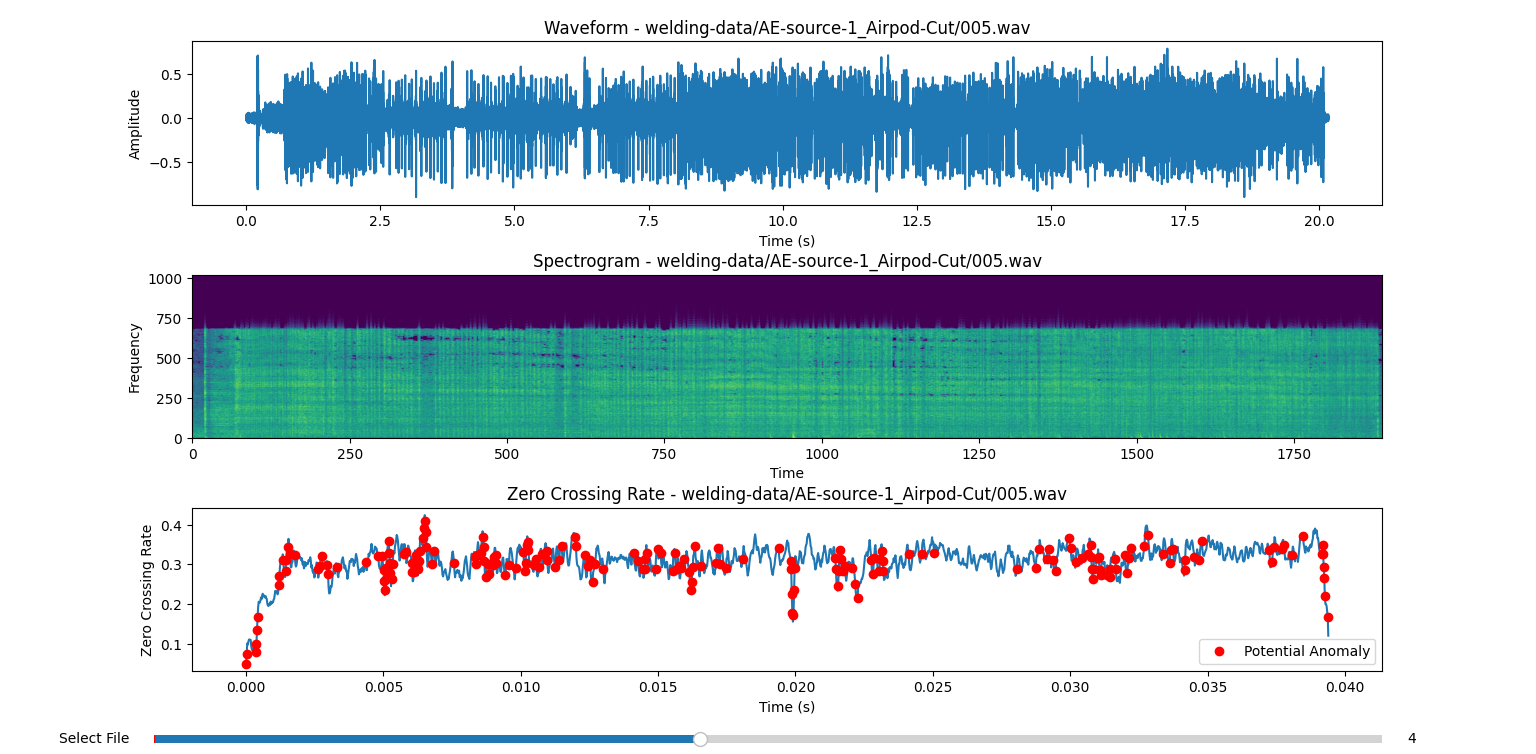 Waveform - welding-data/AE-source-1_Airpod-Cut/005.wav
Amplitude
0.5
0.0
−0.5
0.0 2.5 5.0 7.5 10.0 12.5 15.0 17.5 20.0
Time (s)
Spectrogram - welding-data/AE-source-1_Airpod-Cut/005.wav
Frequency
1000
750
500
250
0
0 250 500 750 1000 1250 1500 1750
Time
Zero Crossing Rate - welding-data/AE-source-1_Airpod-Cut/005.wav
Zero Crossing Rate
0.4
0.3
0.2
0.1
Potential Anomaly
0.000 0.005 0.010 0.015 0.020 0.025 0.030 0.035 0.040
Time (s)
Select File 4